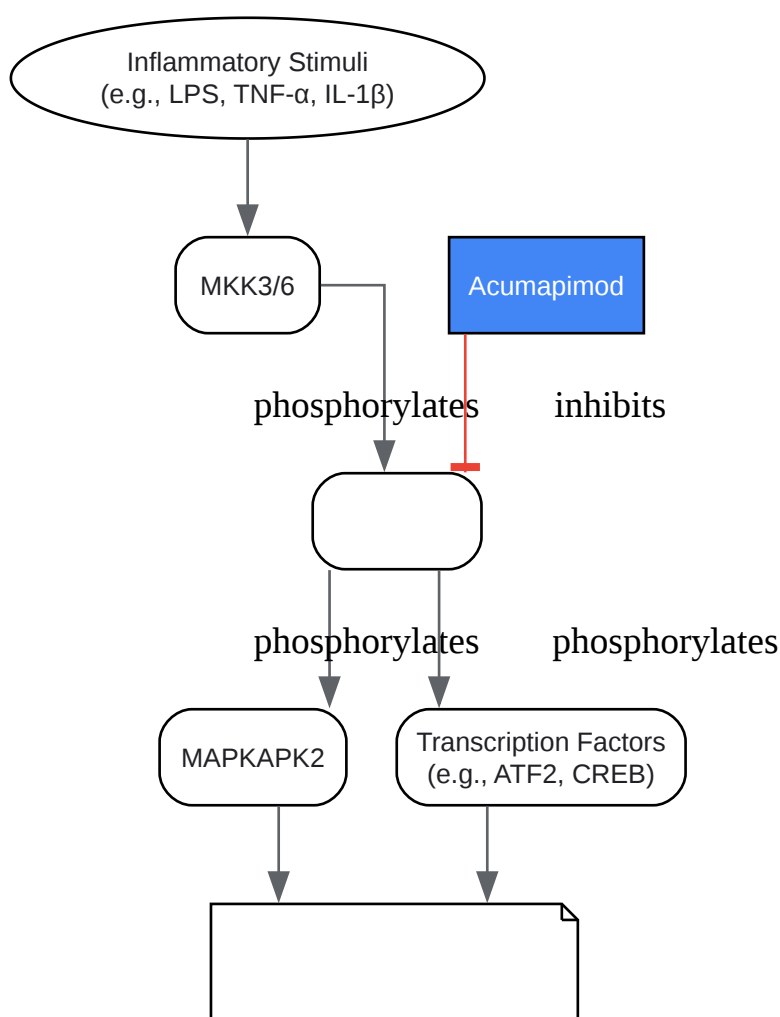 Inflammatory Stimuli
(e.g., LPS, TNF-α, IL-1β)
MKK3/6
Acumapimod
phosphorylates
inhibits
phosphorylates
phosphorylates
MAPKAPK2
Transcription Factors
(e.g., ATF2, CREB)